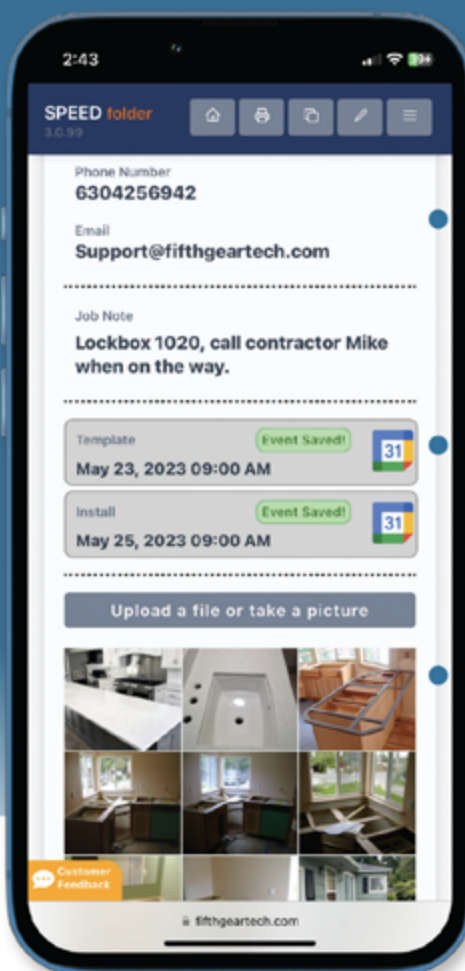 2:43
SPEED folder
3.0.99
Phone Number
6304256942
Email
Support@fifthgeartech.com
Job Note
Lockbox 1020, call contractor Mike
when on the way.
Template
Event Saved!
31
May 23, 2023 09:00 AM
Install
Event Saved!
31
May 25, 2023 09:00 AM
Upload a file or take a picture
Customer
Feedback
fifthgeartech.com